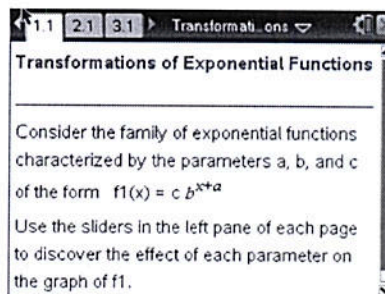 1.1 2.1 3.1 Transformati...ons
Transformations of Exponential Functions
Consider the family of exponential functions
characterized by the parameters a, b, and c
of the form f1(x) = c b^{x+a}
Use the sliders in the left pane of each page
to discover the effect of each parameter on
the graph of f1.